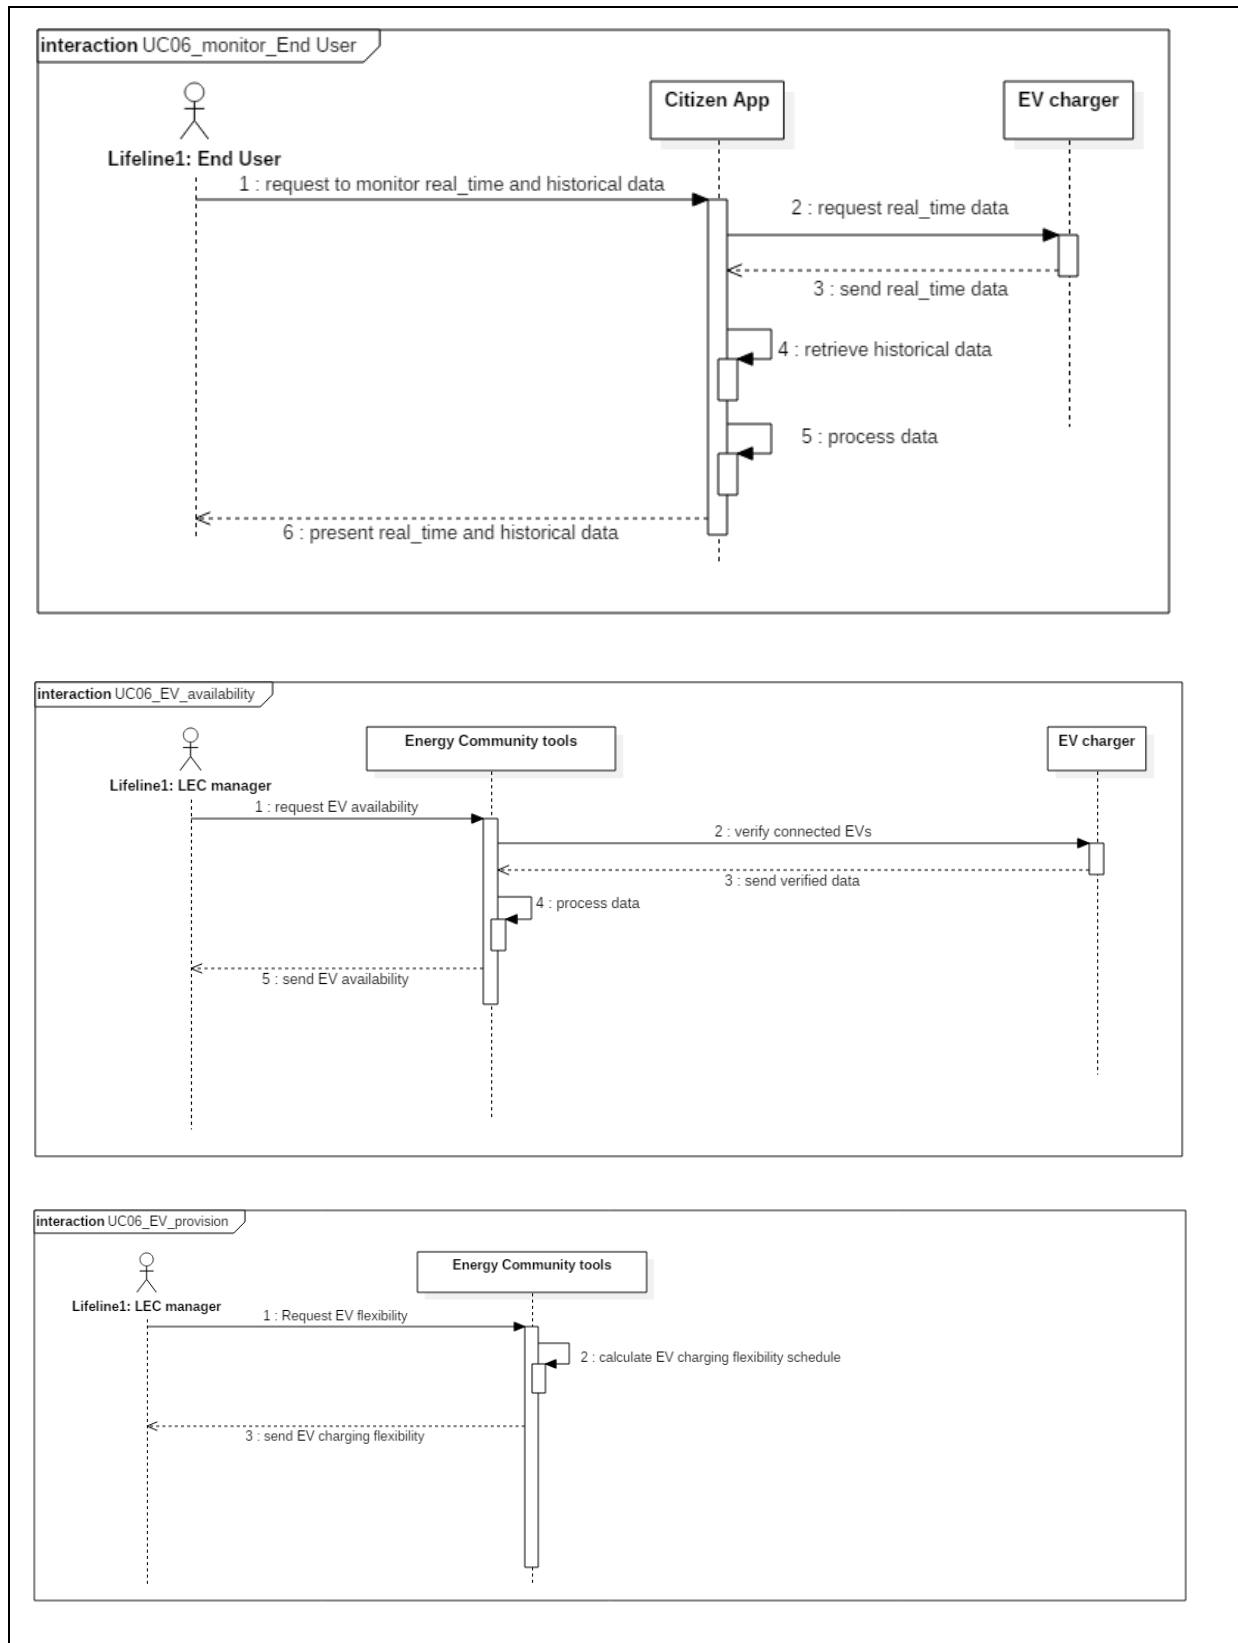 interaction UC06_monitor_End User
Citizen App
EV charger
Lifeline1: End User
1 : request to monitor real_time and historical data
2 : request real_time data
3 : send real_time data
4 : retrieve historical data
5 : process data
6 : present real_time and historical data
interaction UC06_EV_availability
Energy Community tools
EV charger
Lifeline1: LEC manager
1 : request EV availability
2 : verify connected EVs
3 : send verified data
4 : process data
5 : send EV availability
interaction UC06_EV_provision
Energy Community tools
Lifeline1: LEC manager
1 : Request EV flexibility
2 : calculate EV charging flexibility schedule
3 : send EV charging flexibility